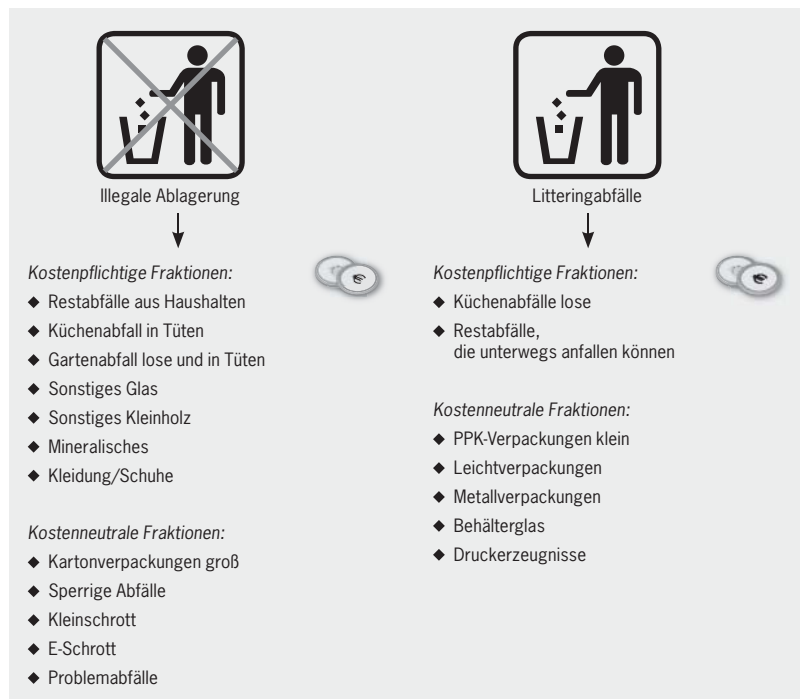 Illegale Ablagerung
Kostenpflichtige Fraktionen:
◆ Restabfälle aus Haushalten
◆ Küchenabfall in Tüten
◆ Gartenabfall lose und in Tüten
◆ Sonstiges Glas
◆ Sonstiges Kleinholz
◆ Mineralisches
◆ Kleidung/Schuhe
Kostenneutrale Fraktionen:
◆ Kartonverpackungen groß
◆ Sperrige Abfälle
◆ Kleinschrott
◆ E-Schrott
◆ Problemabfälle
Litteringabfälle
Kostenpflichtige Fraktionen:
◆ Küchenabfälle lose
◆ Restabfälle,
die unterwegs anfallen können
Kostenneutrale Fraktionen:
◆ PPK-Verpackungen klein
◆ Leichtverpackungen
◆ Metallverpackungen
◆ Behälterglas
◆ Druckerzeugnisse